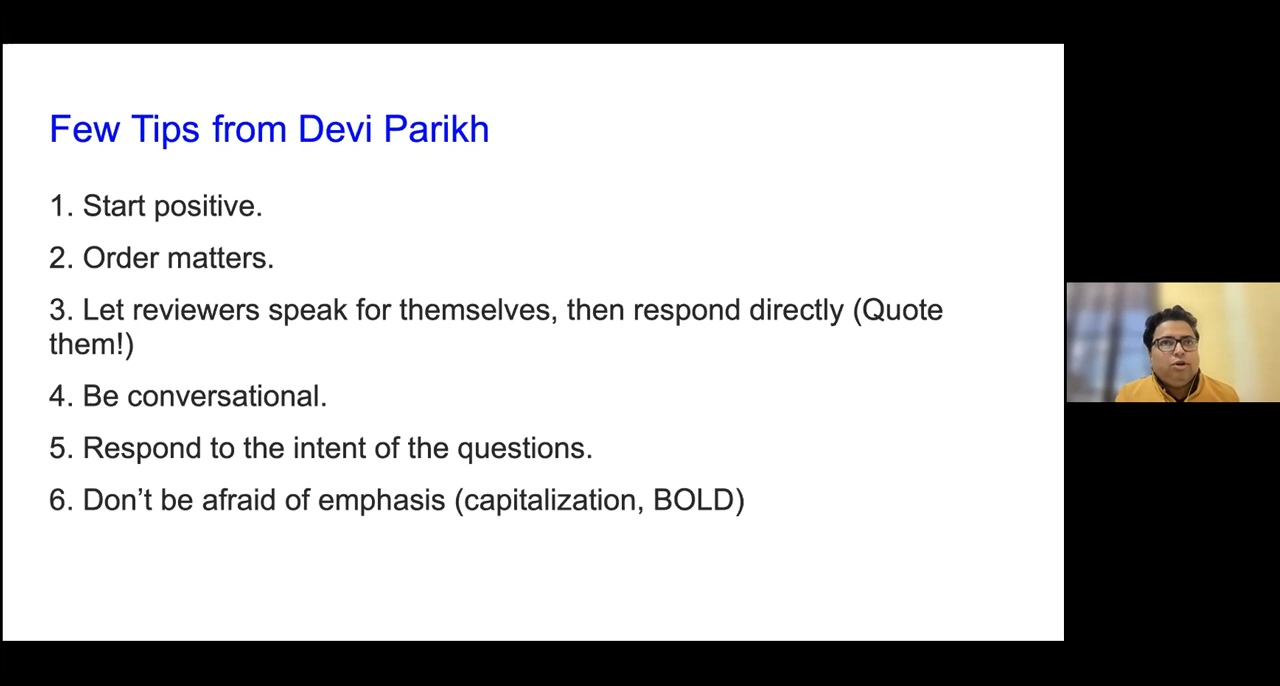 Few Tips from Devi Parikh
1. Start positive.
2. Order matters.
3. Let reviewers speak for themselves, then respond directly (Quote
them!)
4. Be conversational.
5. Respond to the intent of the questions.
6. Don’t be afraid of emphasis (capitalization, BOLD)